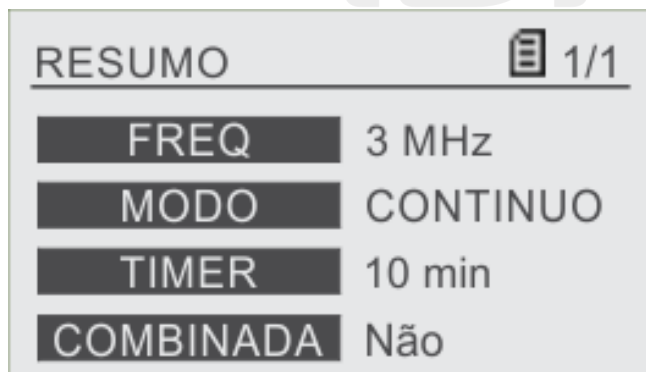 RESUMO 1/1
FREQ 3 MHz
MODO CONTINUO
TIMER 10 min
COMBINADA Não